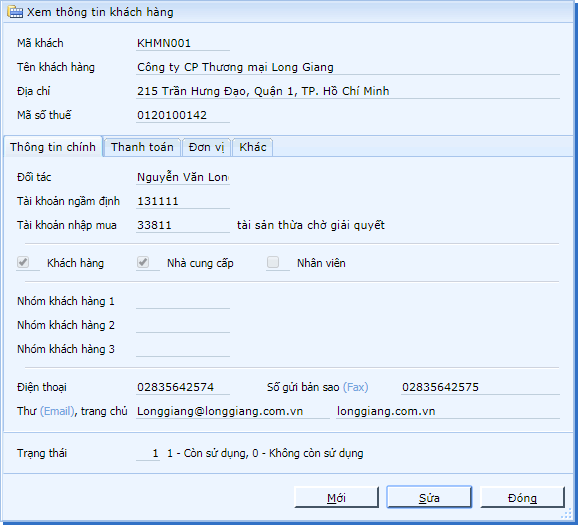 Xem thông tin khách hàng
Mã khách KHMN001
Tên khách hàng Công ty CP Thương mại Long Giang
Địa chỉ 215 Trần Hưng Đạo, Quận 1, TP. Hồ Chí Minh
Mã số thuế 0120100142
Thông tin chính Thanh toán Đơn vị Khác
Đối tác Nguyễn Văn Lon
Tài khoản ngầm định 131111
Tài khoản nhập mua 33811 tài sản thừa chờ giải quyết
Khách hàng Nhà cung cấp Nhân viên
Nhóm khách hàng 1
Nhóm khách hàng 2
Nhóm khách hàng 3
Điện thoại 02835642574 Số gửi bản sao (Fax) 02835642575
Thư (Email), trang chủ Longgiang@longgiang.com.vn longgiang.com.vn
Trạng thái 1 1 - Còn sử dụng, 0 - Không còn sử dụng
Mới Sửa Đóng